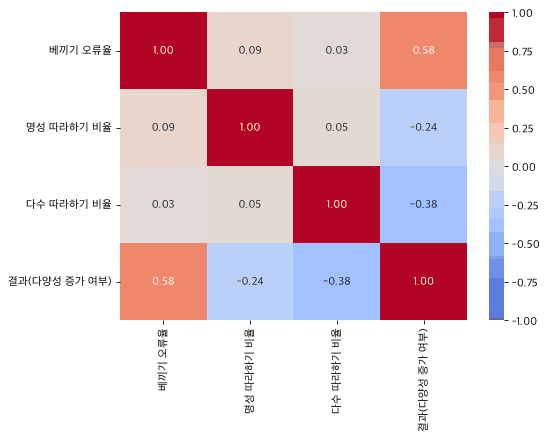 베끼기 오류율 1.00 0.09 0.03 0.58
명성 따라하기 비율 0.09 1.00 0.05 -0.24
다수 따라하기 비율 0.03 0.05 1.00 -0.38
결과(다양성 증가 여부) 0.58 -0.24 -0.38 1.00
베끼기 오류율
명성 따라하기 비율
다수 따라하기 비율
결과(다양성 증가 여부)
1.00
0.75
0.50
0.25
0.00
-0.25
-0.50
-0.75
-1.00